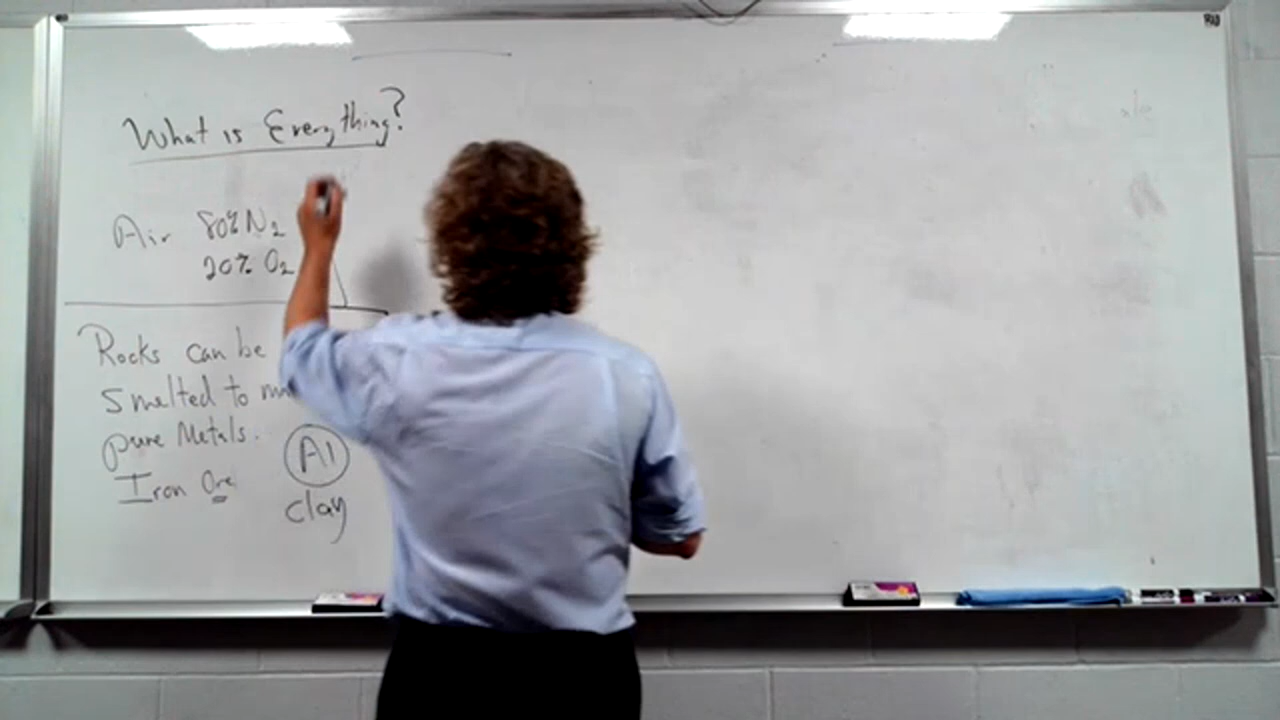 What is Everything?
Air 80% N2
20% O2
Rocks can be
smelted to
pure Metals.
Iron Ore
Al
clay